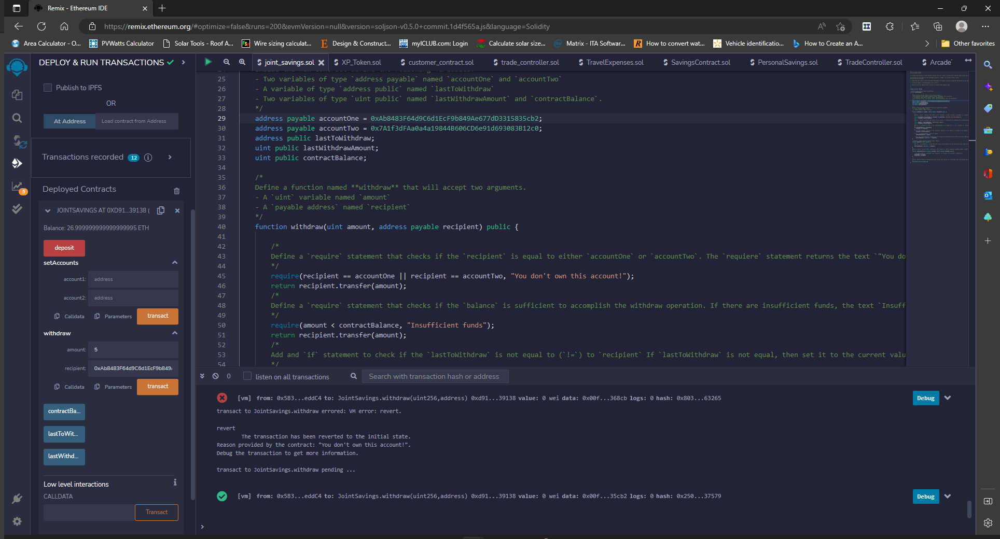 Remix - Ethereum IDE
https://remix.ethereum.org/#optimize=false&runs=200&evmVersion=null&version=soljson-v0.5.0+commit.1d4f565a.js&language=Solidity
Area Calculator - O... PVWatts Calculator Solar Tools - Roof A... Wire sizing calculat... Design & Construct... myICLUB.com: Login Calculate solar size... Matrix - ITA Softwar... How to convert wat... Vehicle identificatio... How to Create an A... Other favorites
DEPLOY & RUN TRANSACTIONS
Publish to IPFS
OR
At Address Load contract from Address
Transactions recorded 12
5
Deployed Contracts
JOINTSAVINGS AT 0XD91...39138 (
Balance: 26.999999999999999995 ETH
deposit
setAccounts
account1: address
account2: address
Calldata Parameters transact
withdraw
amount: 5
recipient: 0xAb8483F64d9C6d1EcF9b849
Calldata Parameters transact
contractBa...
lastToWit...
lastWithd...
Low level interactions
CALLDATA
Transact
joint_savings.sol XP_Token.sol customer_contract.sol trade_controller.sol TravelExpenses.sol SavingsContract.sol PersonalSavings.sol TradeController.sol Arcade
25 - Two variables of type `address payable` named `accountOne` and `accountTwo`
26 - A variable of type `address public` named `lastToWithdraw`
27 - Two variables of type `uint public` named `lastWithdrawAmount` and `contractBalance`.
28 */
29 address payable accountOne = 0xAb8483F64d9C6d1EcF9b849Ae677dD3315835cb2;
30 address payable accountTwo = 0x7A1f3dFAa0a4a19844B606CD6e91d693083B12c0;
31 address public lastToWithdraw;
32 uint public lastWithdrawAmount;
33 uint public contractBalance;
34
35 /*
36 Define a function named **withdraw** that will accept two arguments.
37 - A `uint` variable named `amount`
38 - A `payable address` named `recipient`
39 */
40 function withdraw(uint amount, address payable recipient) public {
41
42 /*
43 Define a `require` statement that checks if the `recipient` is equal to either `accountOne` or `accountTwo`. The `requiere` statement returns the text `"You do
44 */
45 require(recipient == accountOne || recipient == accountTwo, "You don't own this account!");
46 return recipient.transfer(amount);
47 /*
48 Define a `require` statement that checks if the `balance` is sufficient to accomplish the withdraw operation. If there are insufficient funds, the text `Insuff
49 */
50 require(amount < contractBalance, "Insufficient funds");
51 return recipient.transfer(amount);
52 /*
53 Add and `if` statement to check if the `lastToWithdraw` is not equal to (`!=`) to `recipient` If `lastToWithdraw` is not equal, then set it to the current valu
54 */
0 listen on all transactions Search with transaction hash or address
[vm] from: 0x5B3...eddC4 to: JointSavings.withdraw(uint256,address) 0xd91...39138 value: 0 wei data: 0x00f...368cb logs: 0 hash: 0x803...63265 Debug
transact to JointSavings.withdraw errored: VM error: revert.
revert
The transaction has been reverted to the initial state.
Reason provided by the contract: "You don't own this account!".
Debug the transaction to get more information.
transact to JointSavings.withdraw pending ...
[vm] from: 0x5B3...eddC4 to: JointSavings.withdraw(uint256,address) 0xd91...39138 value: 0 wei data: 0x00f...35cb2 logs: 0 hash: 0x250...37579 Debug
>